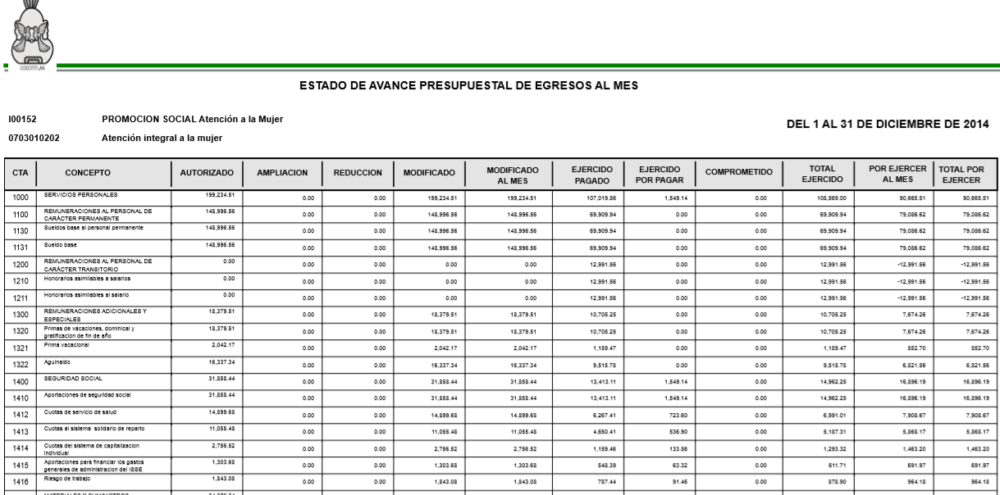 COCOTITLAN
ESTADO DE AVANCE PRESUPUESTAL DE EGRESOS AL MES
I00152 PROMOCION SOCIAL Atención a la Mujer
DEL 1 AL 31 DE DICIEMBRE DE 2014
0703010202 Atención integral a la mujer
CTA CONCEPTO AUTORIZADO AMPLIACION REDUCCION MODIFICADO MODIFICADO AL MES EJERCIDO PAGADO EJERCIDO POR PAGAR COMPROMETIDO TOTAL EJERCIDO POR EJERCER AL MES TOTAL POR EJERCER
1000 SERVICIOS PERSONALES 199,234.51 0.00 0.00 199,234.51 199,234.51 107,019.86 1,549.14 0.00 108,569.00 90,665.51 90,665.51
1100 REMUNERACIONES AL PERSONAL DE CARÁCTER PERMANENTE 148,996.56 0.00 0.00 148,996.56 148,996.56 69,909.94 0.00 0.00 69,909.94 79,086.62 79,086.62
1130 Sueldos base al personal permanente 148,996.56 0.00 0.00 148,996.56 148,996.56 69,909.94 0.00 0.00 69,909.94 79,086.62 79,086.62
1131 Sueldo base 148,996.56 0.00 0.00 148,996.56 148,996.56 69,909.94 0.00 0.00 69,909.94 79,086.62 79,086.62
1200 REMUNERACIONES AL PERSONAL DE CARÁCTER TRANSITORIO 0.00 0.00 0.00 0.00 0.00 12,991.56 0.00 0.00 12,991.56 -12,991.56 -12,991.56
1210 Honorarios asimilables a salarios 0.00 0.00 0.00 0.00 0.00 12,991.56 0.00 0.00 12,991.56 -12,991.56 -12,991.56
1211 Honorarios asimilables al salario 0.00 0.00 0.00 0.00 0.00 12,991.56 0.00 0.00 12,991.56 -12,991.56 -12,991.56
1300 REMUNERACIONES ADICIONALES Y ESPECIALES 18,379.51 0.00 0.00 18,379.51 18,379.51 10,705.25 0.00 0.00 10,705.25 7,674.26 7,674.26
1320 Primas de vacaciones, dominical y gratificacion de fin de año 18,379.51 0.00 0.00 18,379.51 18,379.51 10,705.25 0.00 0.00 10,705.25 7,674.26 7,674.26
1321 Prima vacacional 2,042.17 0.00 0.00 2,042.17 2,042.17 1,189.47 0.00 0.00 1,189.47 852.70 852.70
1322 Aguinaldo 16,337.34 0.00 0.00 16,337.34 16,337.34 9,515.78 0.00 0.00 9,515.78 6,821.56 6,821.56
1400 SEGURIDAD SOCIAL 31,858.44 0.00 0.00 31,858.44 31,858.44 13,413.11 1,549.14 0.00 14,962.25 16,896.19 16,896.19
1410 Aportaciones de seguridad social 31,858.44 0.00 0.00 31,858.44 31,858.44 13,413.11 1,549.14 0.00 14,962.25 16,896.19 16,896.19
1412 Cuotas de servicio de salud 14,899.68 0.00 0.00 14,899.68 14,899.68 6,267.41 723.60 0.00 6,991.01 7,908.67 7,908.67
1413 Cuotas al sistema solidario de reparto 11,055.48 0.00 0.00 11,055.48 11,055.48 4,650.41 536.90 0.00 5,187.31 5,868.17 5,868.17
1414 Cuotas del sistema de capitalizacion individual 2,756.52 0.00 0.00 2,756.52 2,756.52 1,159.46 133.86 0.00 1,293.32 1,463.20 1,463.20
1415 Aportaciones para financiar los gastos generales de administracion del ISSE 1,303.68 0.00 0.00 1,303.68 1,303.68 548.39 63.32 0.00 611.71 691.97 691.97
1416 Riesgo de trabajo 1,843.08 0.00 0.00 1,843.08 1,843.08 787.44 91.46 0.00 878.90 964.18 964.18